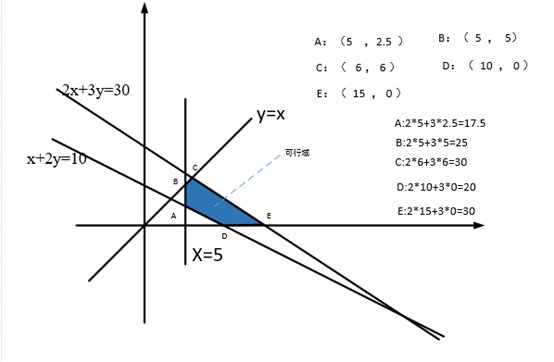 A：（5 ，2.5 ）
B：（ 5 ， 5）
C：（ 6，6）
D：（ 10 ，0）
E：（ 15 ，0）
2x+3y=30
y=x
A:2*5+3*2.5=17.5
B:2*5+3*5=25
C:2*6+3*6=30
D:2*10+3*0=20
E:2*15+3*0=30
x+2y=10
可行域
C
B
A
D
E
X=5